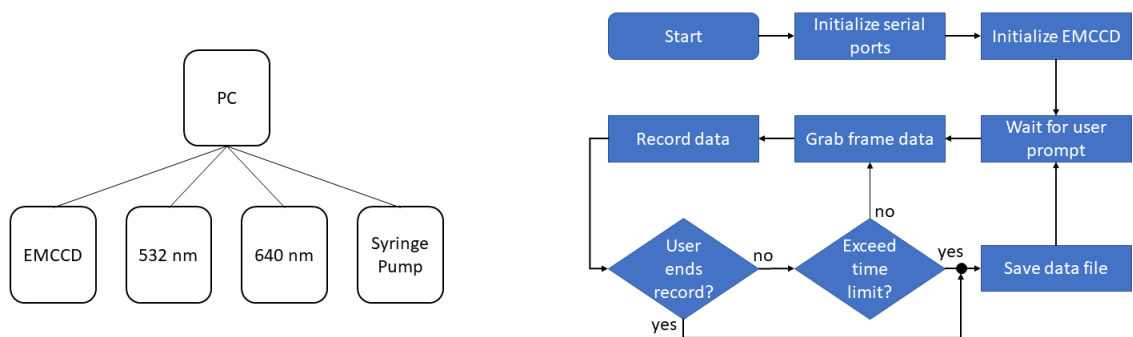 PC
EMCCD
532 nm
640 nm
Syringe
Pump
Start
Initialize serial
ports
Initialize EMCCD
Record data
Grab frame data
Wait for user
prompt
no
User
ends
record?
no
Exceed
time
limit?
yes
Save data file
yes